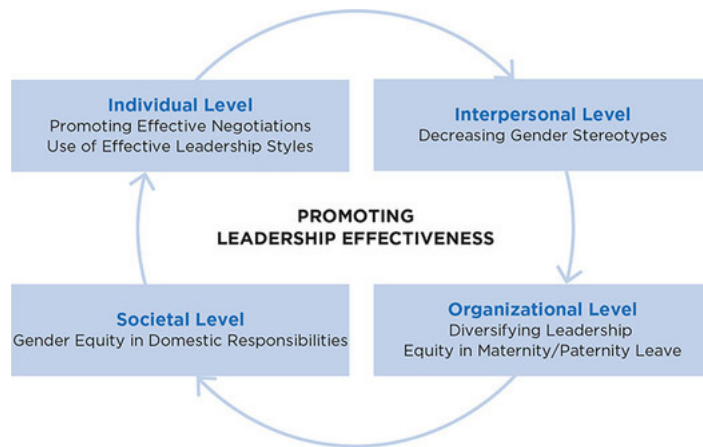 Individual Level
Promoting Effective Negotiations
Use of Effective Leadership Styles
Interpersonal Level
Decreasing Gender Stereotypes
PROMOTING
LEADERSHIP EFFECTIVENESS
Societal Level
Gender Equity in Domestic Responsibilities
Organizational Level
Diversifying Leadership
Equity in Maternity/Paternity Leave